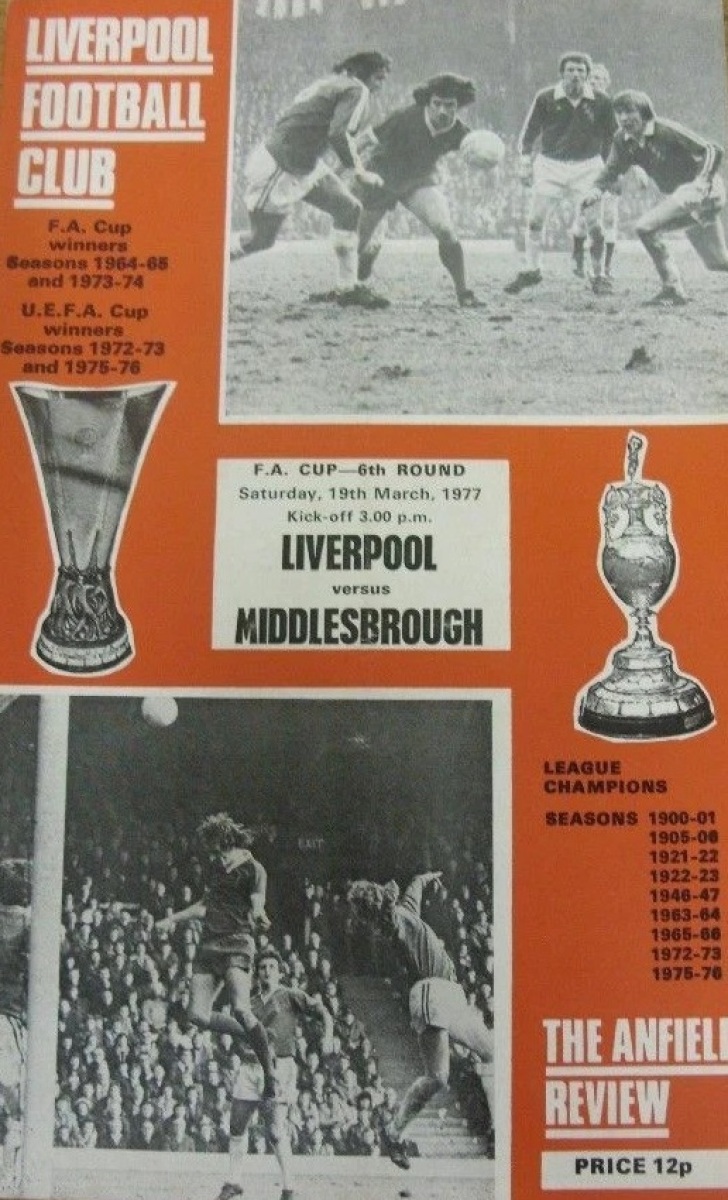 LIVERPOOL
FOOTBALL
CLUB
F.A. Cup
winners
Seasons 1964-65
and 1973-74
U.E.F.A. Cup
winners
Seasons 1972-73
and 1975-76
F.A. CUP—6th ROUND
Saturday, 19th March, 1977
Kick-off 3.00 p.m.
LIVERPOOL
versus
MIDDLESBROUGH
EXIT
LEAGUE
CHAMPIONS
SEASONS 1900-01
1905-06
1921-22
1922-23
1946-47
1963-64
1965-66
1972-73
1975-76
THE ANFIEL
REVIEW
PRICE 12p